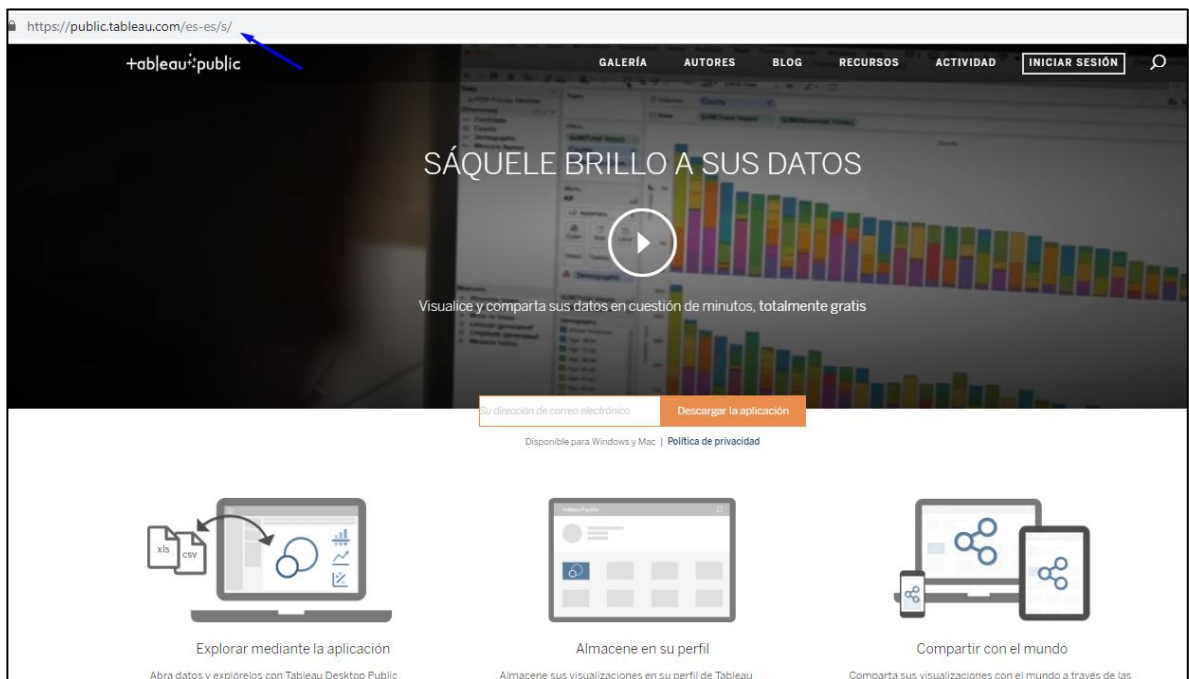 https://public.tableau.com/es-es/s/
+ableau public
GALERÍA AUTORES BLOG RECURSOS ACTIVIDAD INICIAR SESIÓN
SÁQUELE BRILLO A SUS DATOS
Visualice y comparta sus datos en cuestión de minutos, totalmente gratis
Su dirección de correo electrónico Descargar la aplicación
Disponible para Windows y Mac | Política de privacidad
xls csv
Explorar mediante la aplicación Almacene en su perfil Compartir con el mundo
Abra datos y explórelos con Tableau Desktop Public Almacene sus visualizaciones en su perfil de Tableau Comparta sus visualizaciones con el mundo a través de las